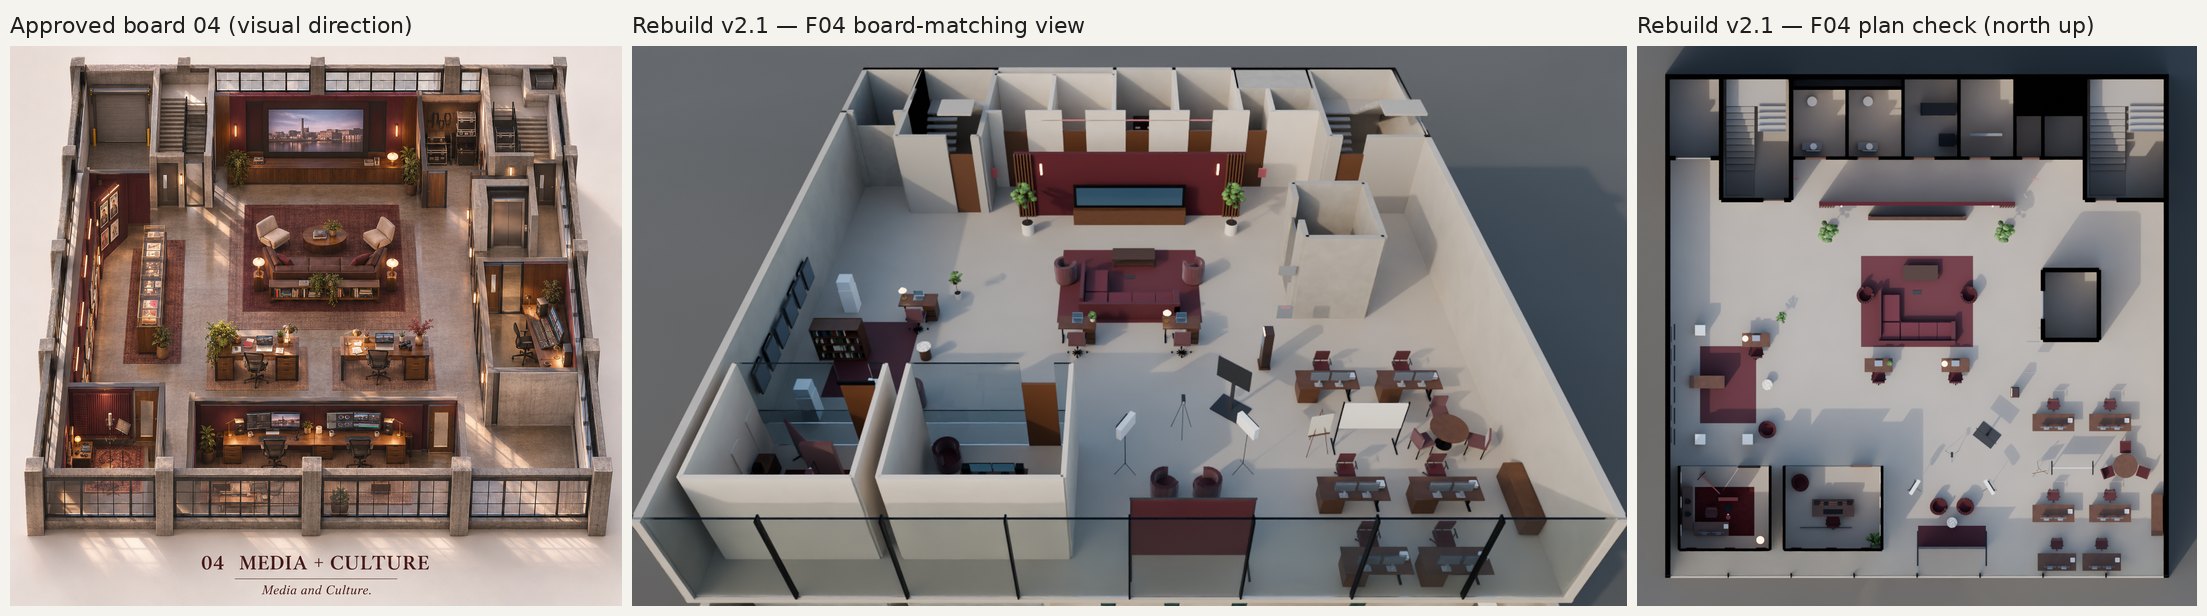 Approved board 04 (visual direction)
Rebuild v2.1 — F04 board-matching view
Rebuild v2.1 — F04 plan check (north up)
04 MEDIA + CULTURE
Media and Culture.